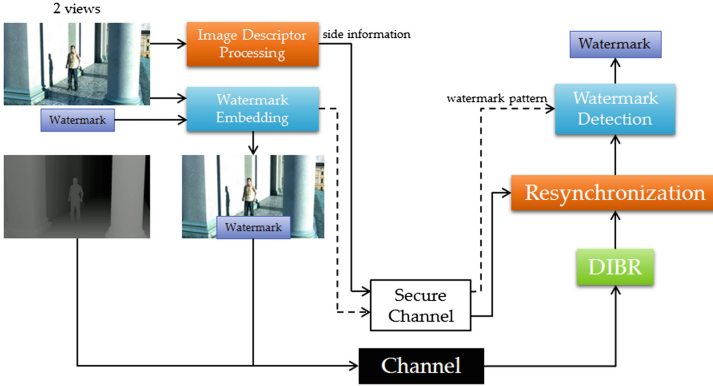 2 views
Image Descriptor
Processing
side information
Watermark
Watermark
Embedding
Watermark
watermark pattern
Watermark
Detection
Watermark
Resynchronization
DIBR
Secure
Channel
Channel